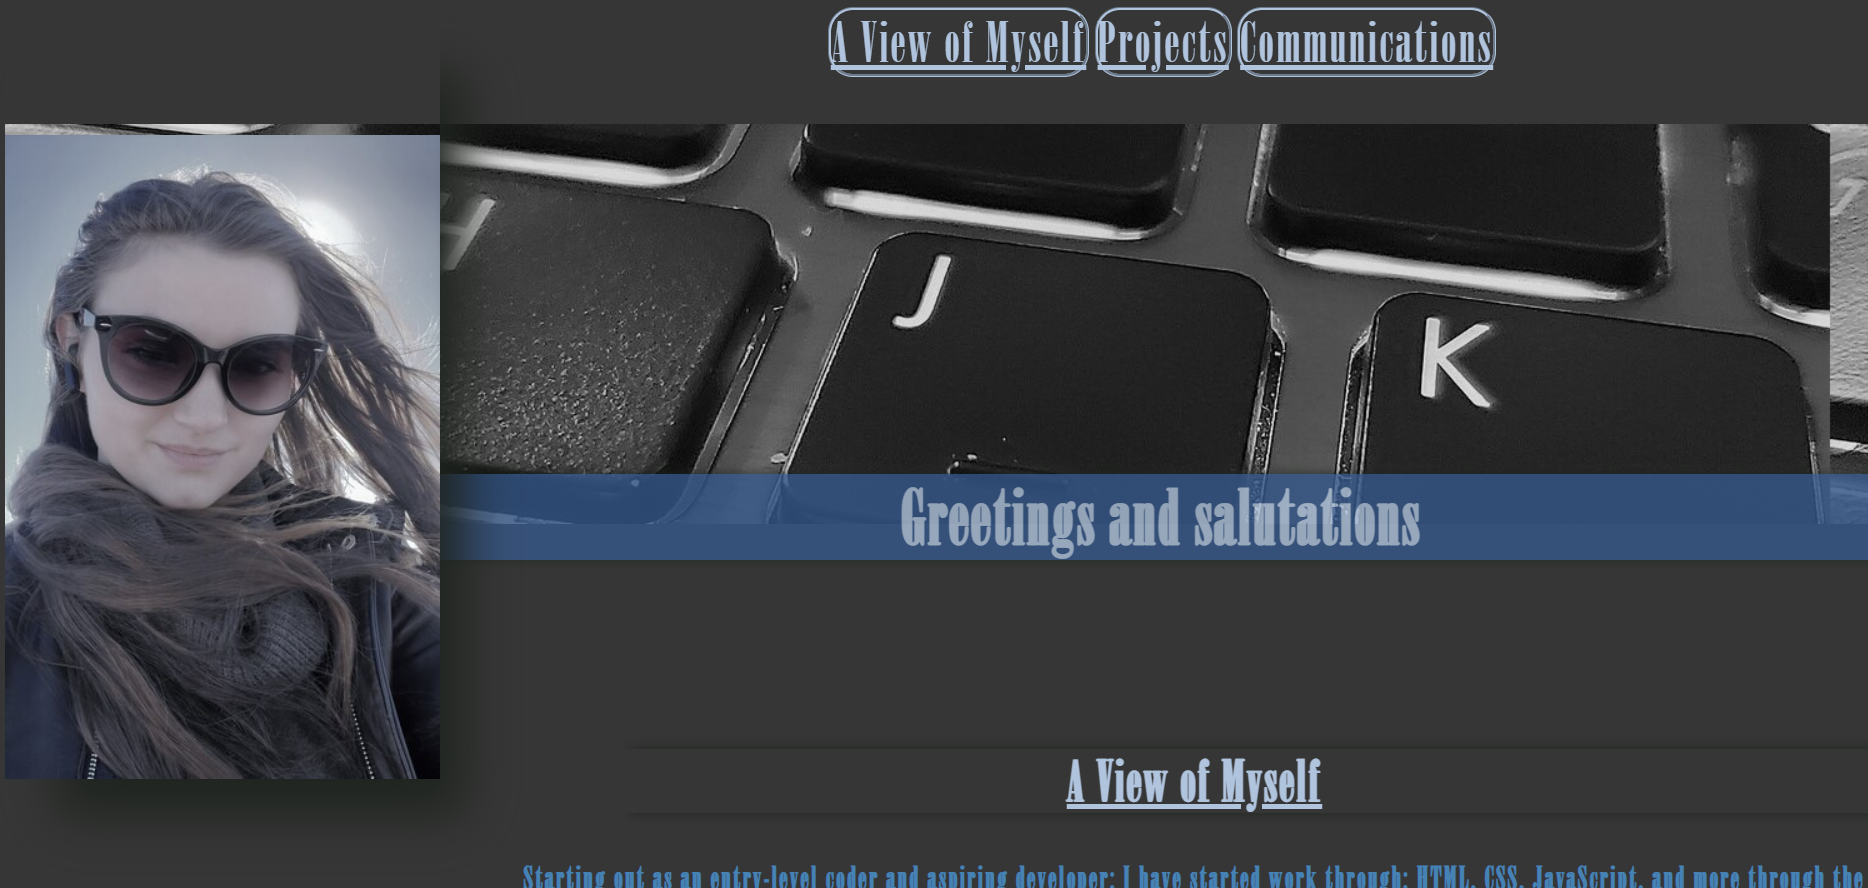 A View of Myself Projects Communications
H
J
K
Greetings and salutations
A View of Myself
Starting out as an entry-level coder and aspiring developer; I have started work through: HTML, CSS, JavaScript, and more through the